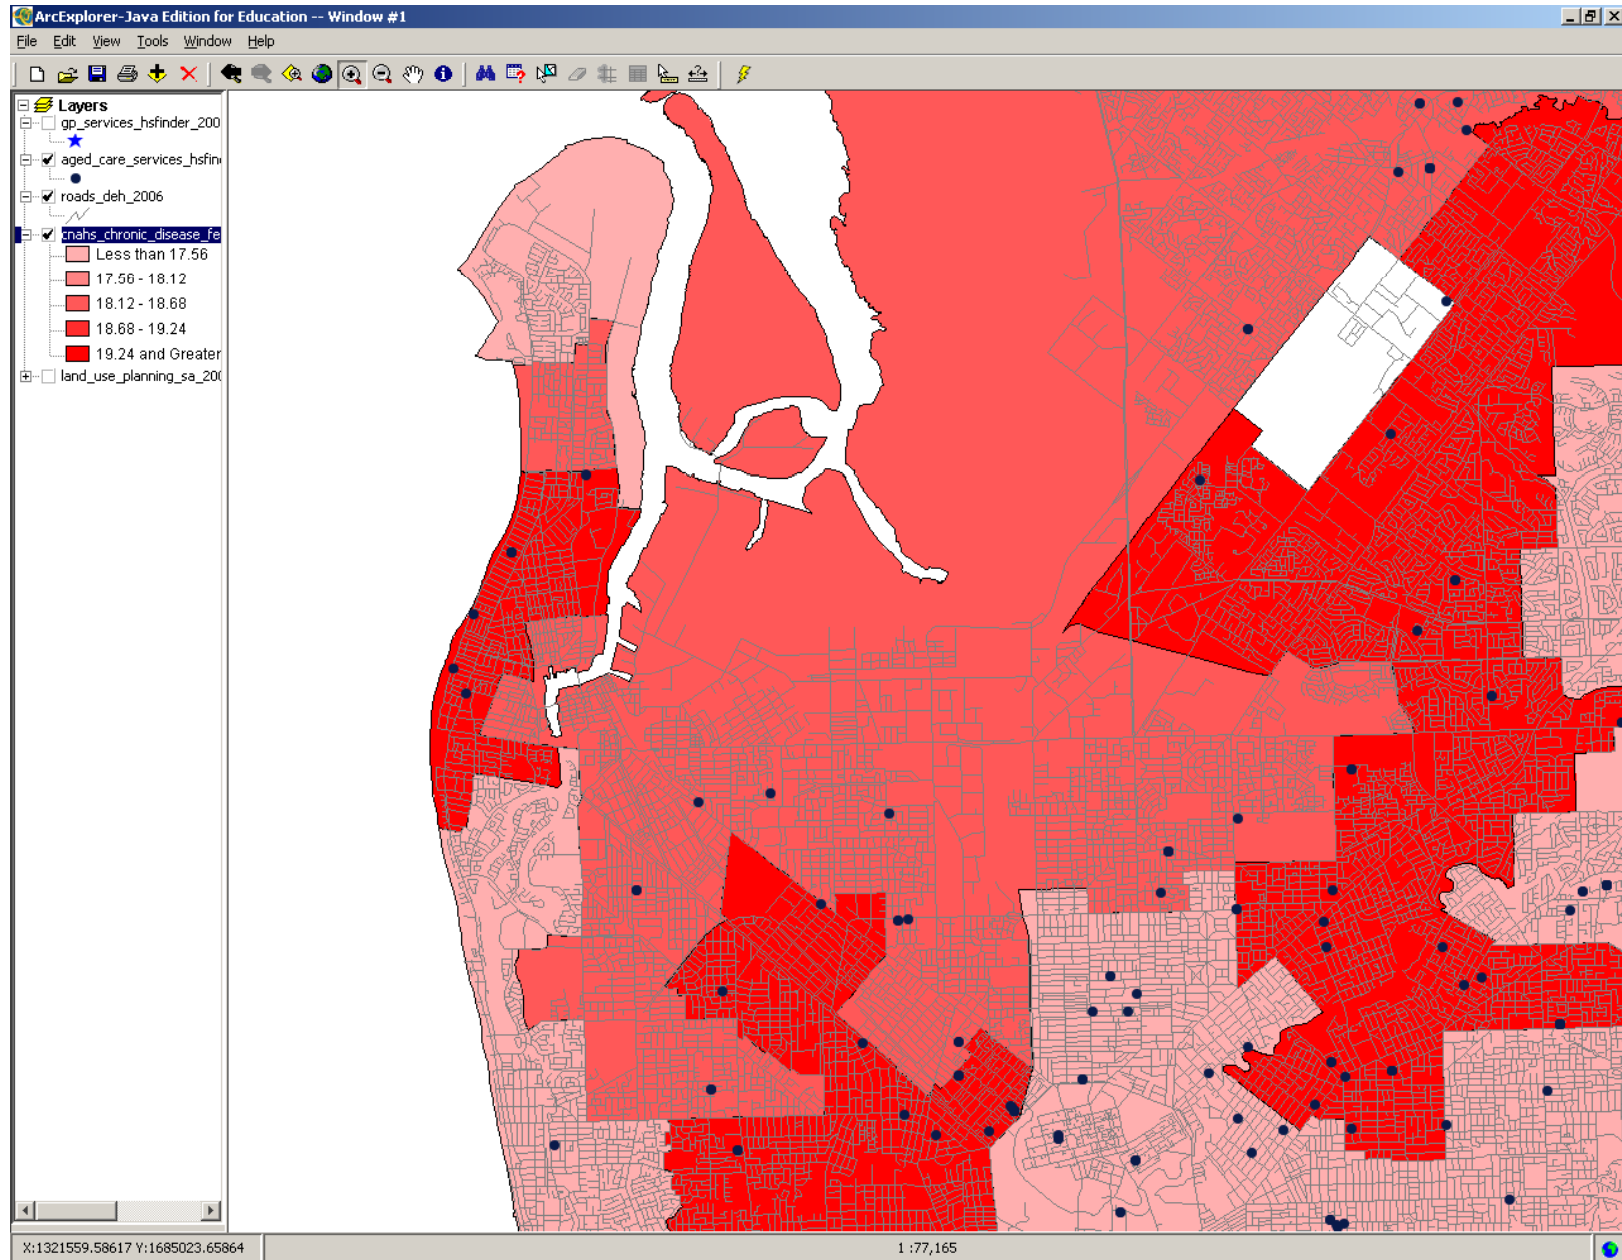 ArcExplorer-Java Edition for Education -- Window #1
File Edit View Tools Window Help
Layers
gp_services_hsfinder_200
aged_care_services_hsfin
roads_deh_2006
cnahs_chronic_disease_fe
Less than 17.56
17.56 - 18.12
18.12 - 18.68
18.68 - 19.24
19.24 and Greater
land_use_planning_sa_200
X:1321559.58617 Y:1685023.65864
1 :77,165